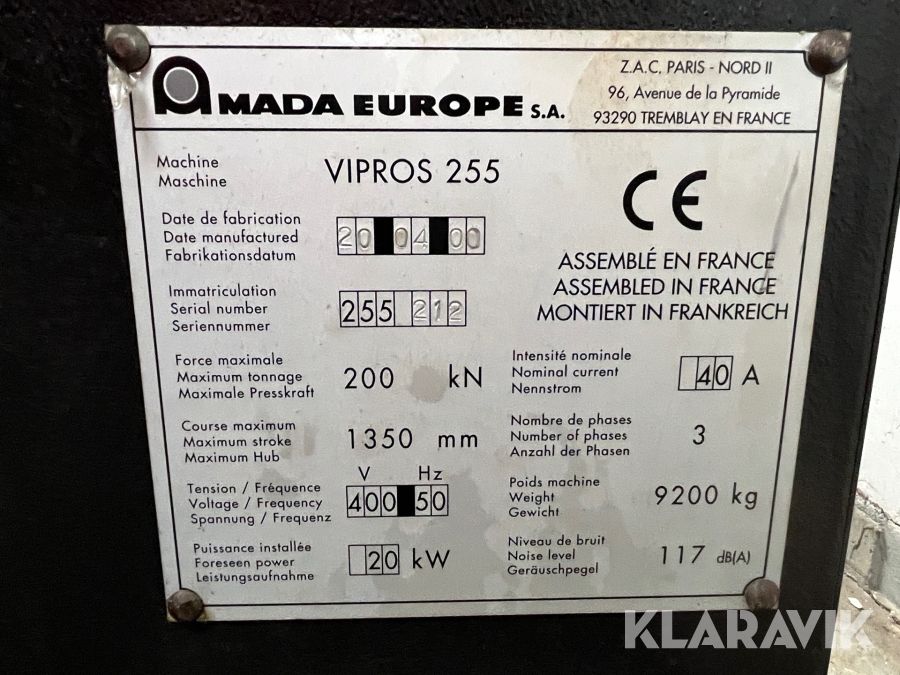 AMADA EUROPE S.A.
Z.A.C, PARIS - NORD II
96, Avenue de la Pyramide
93290 TREMBLAY EN FRANCE
Machine
Maschine
VIPROS 255
CE
Date de fabrication
Date manufactured
Fabrikationsdatum
20 04 00
ASSEMBLÉ EN FRANCE
ASSEMBLED IN FRANCE
MONTIERT IN FRANKREICH
Immatriculation
Serial number
Seriennummer
255 212
Force maximale
Maximum tonnage
Maximale Presskraft
200 kN
Intensité nominale
Nominal current
Nennstrom
40 A
Course maximum
Maximum stroke
Maximum Hub
1350 mm
Nombre de phases
Number of phases
Anzahl der Phasen
3
Tension / Fréquence
Voltage / Frequency
Spannung / Frequenz
V Hz
400 50
Poids machine
Weight
Gewicht
9200 kg
Puissance installée
Foreseen power
Leistungsaufnahme
20 kW
Niveau de bruit
Noise level
Geräuschpegel
117 dB(A)
KLARAVIK